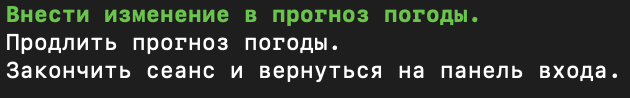 Внести изменение в прогноз погоды.
Продлить прогноз погоды.
Закончить сеанс и вернуться на панель входа.